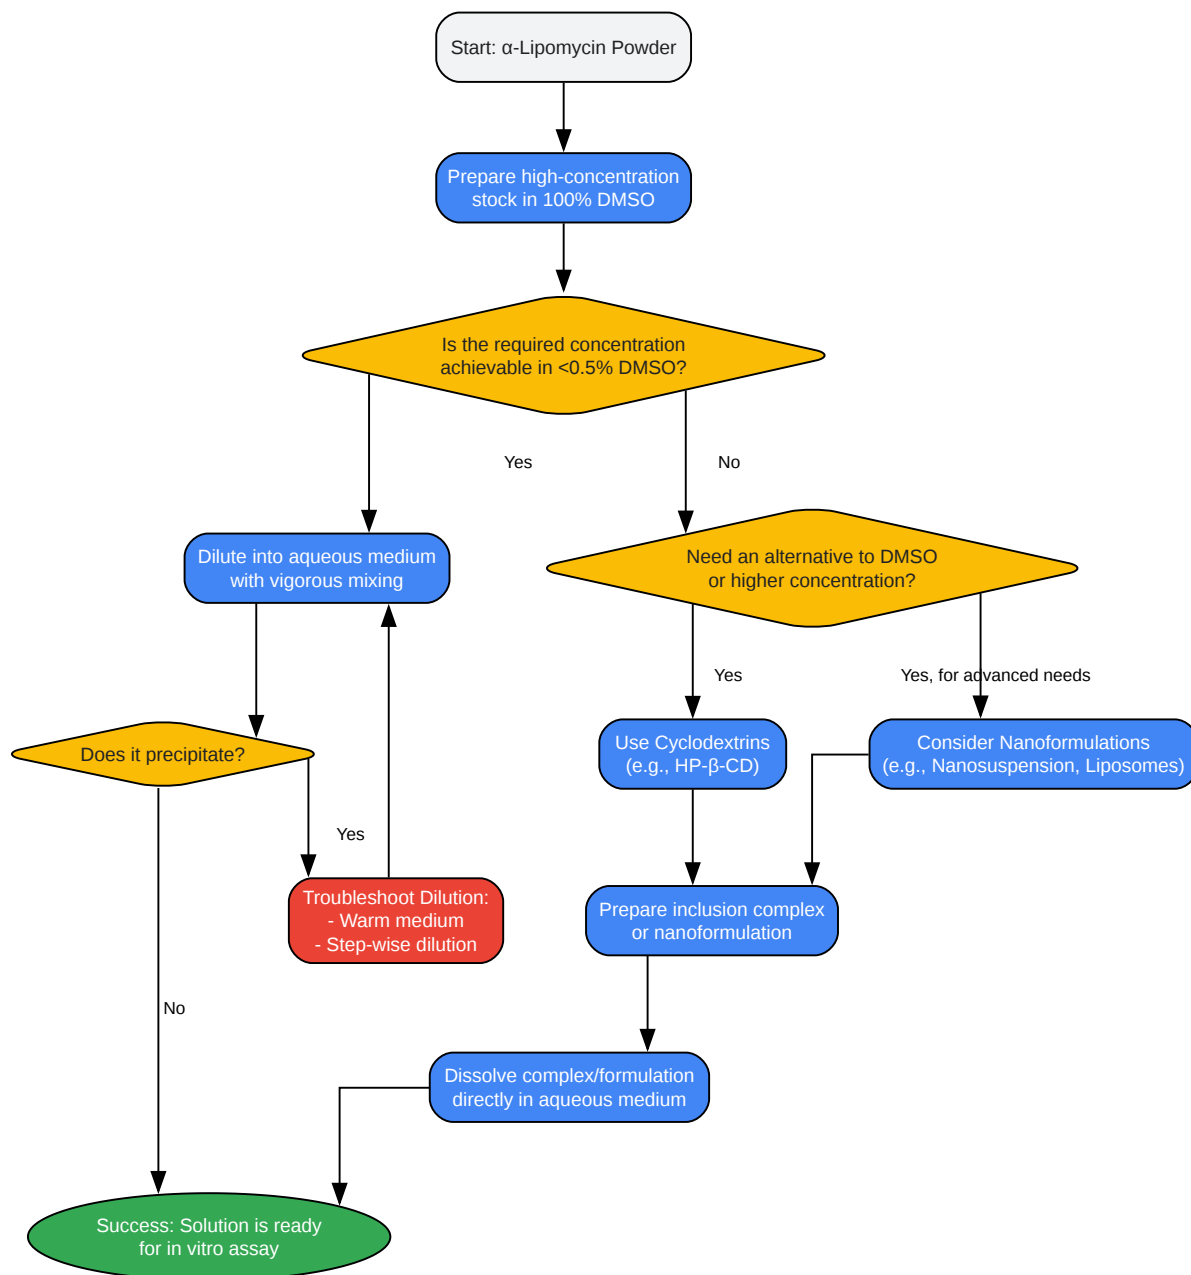 Start: α-Lipomycin Powder
Prepare high-concentration
stock in 100% DMSO
Is the required concentration
achievable in <0.5% DMSO?
Yes
No
Dilute into aqueous medium
with vigorous mixing
Need an alternative to DMSO
or higher concentration?
Yes
Yes, for advanced needs
Does it precipitate?
Use Cyclodextrins
(e.g., HP-β-CD)
Consider Nanoformulations
(e.g., Nanosuspension, Liposomes)
Yes
Troubleshoot Dilution:
- Warm medium
- Step-wise dilution
Prepare inclusion complex
or nanoformulation
No
Dissolve complex/formulation
directly in aqueous medium
Success: Solution is ready
for in vitro assay